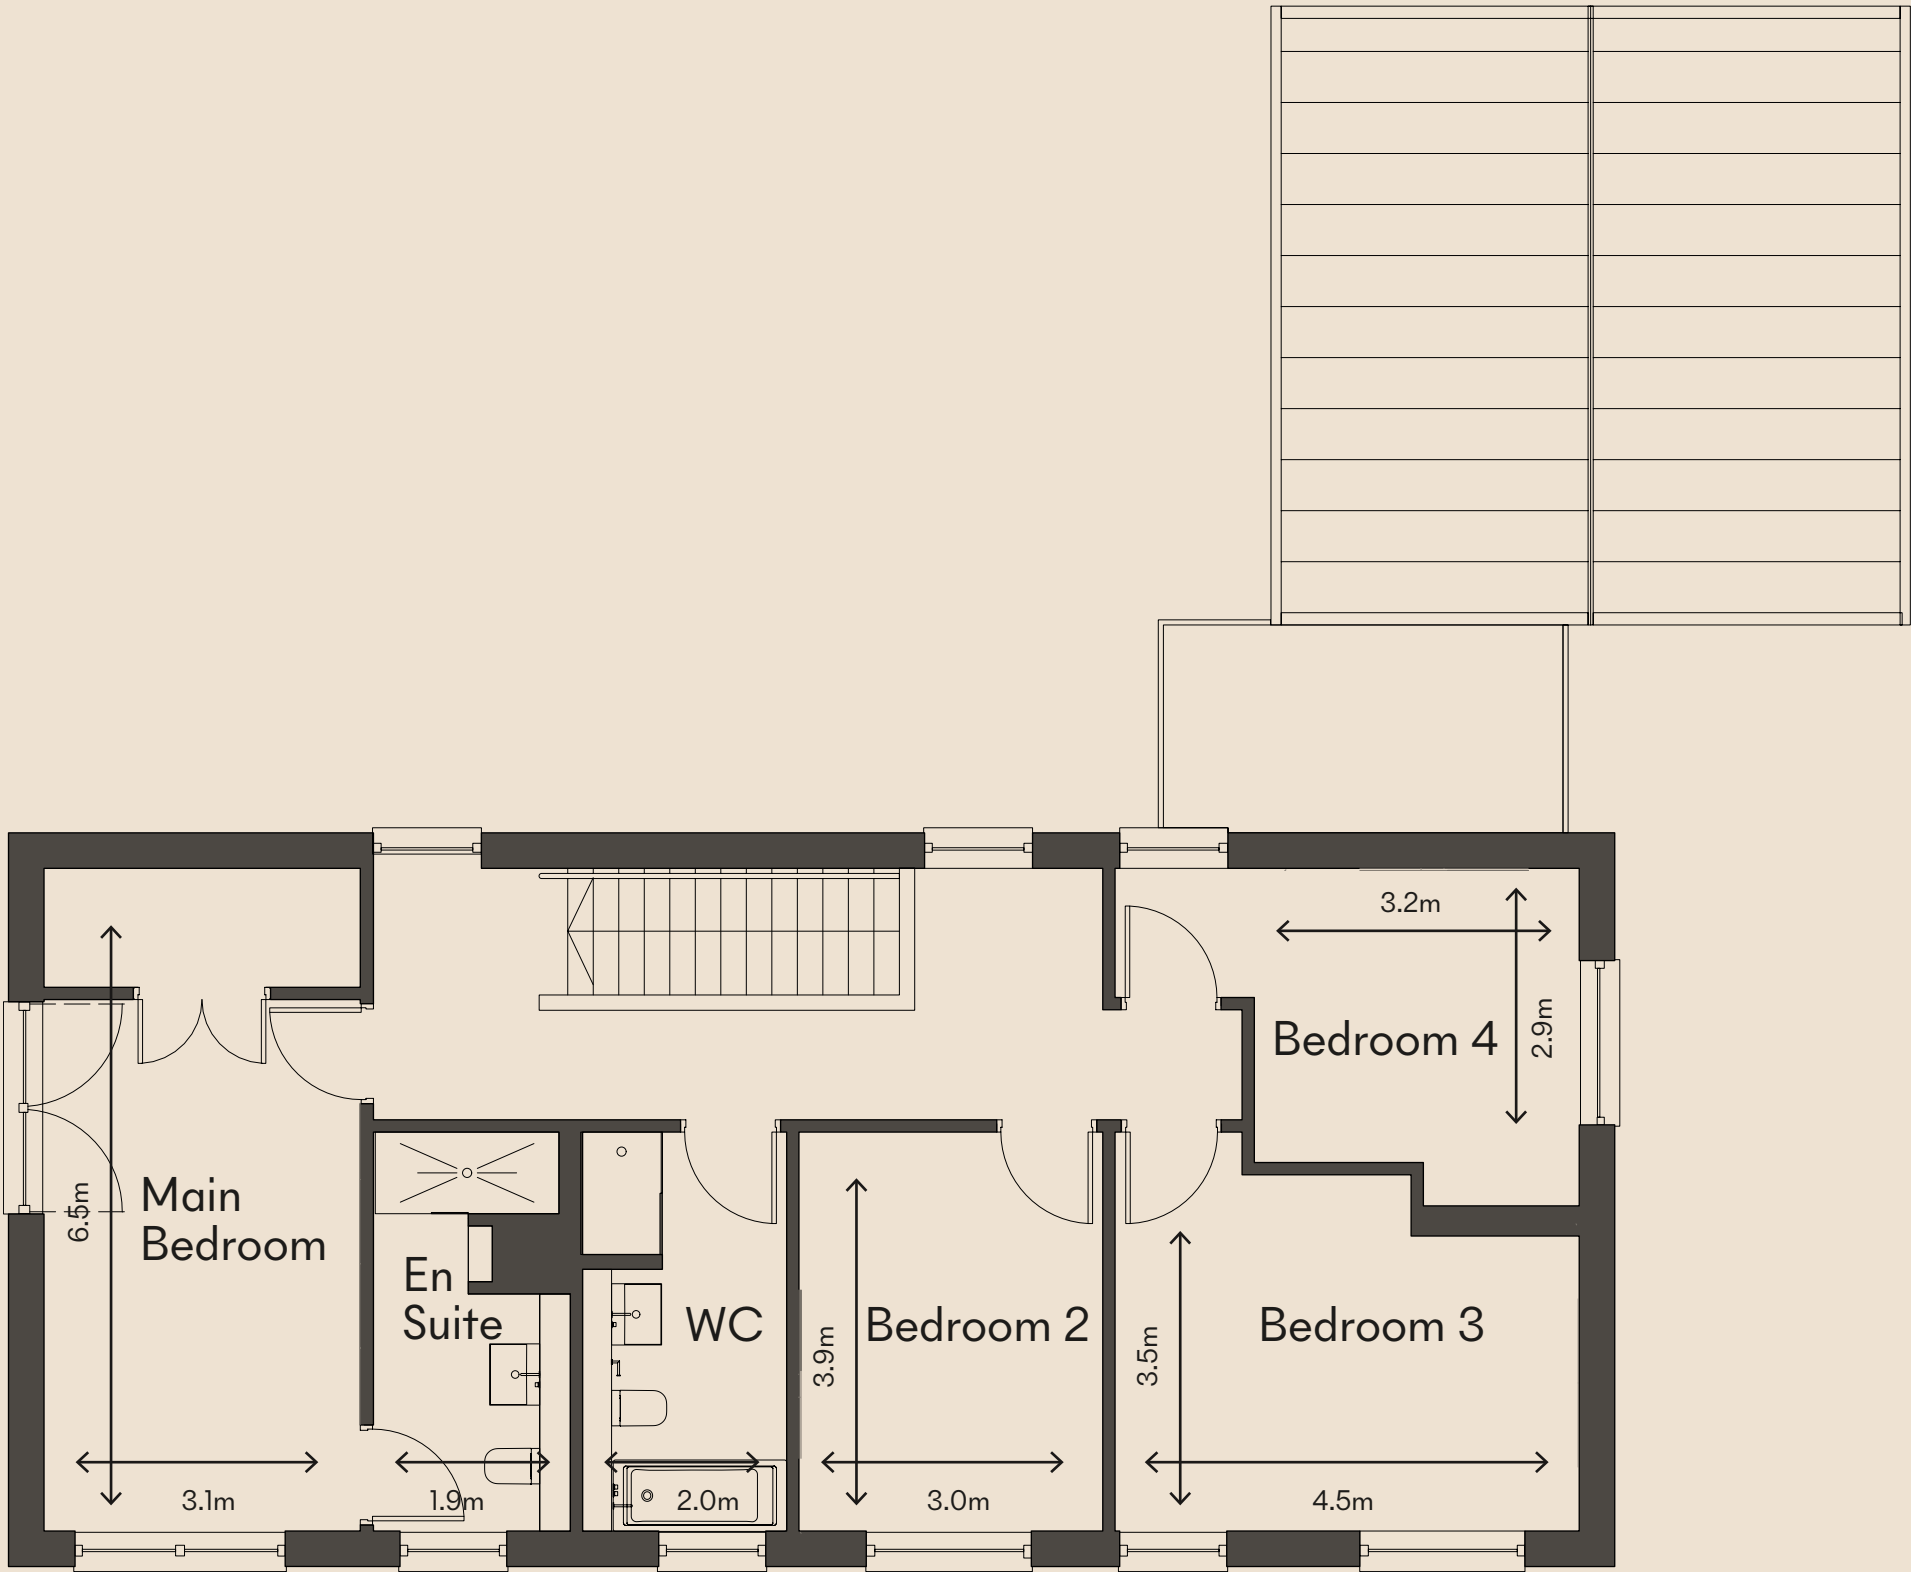 3.2m
2.9m
Bedroom 4
6.5m
Main
Bedroom
En
Suite
WC
3.9m
Bedroom 2
3.5m
Bedroom 3
3.1m
1.9m
2.0m
3.0m
4.5m